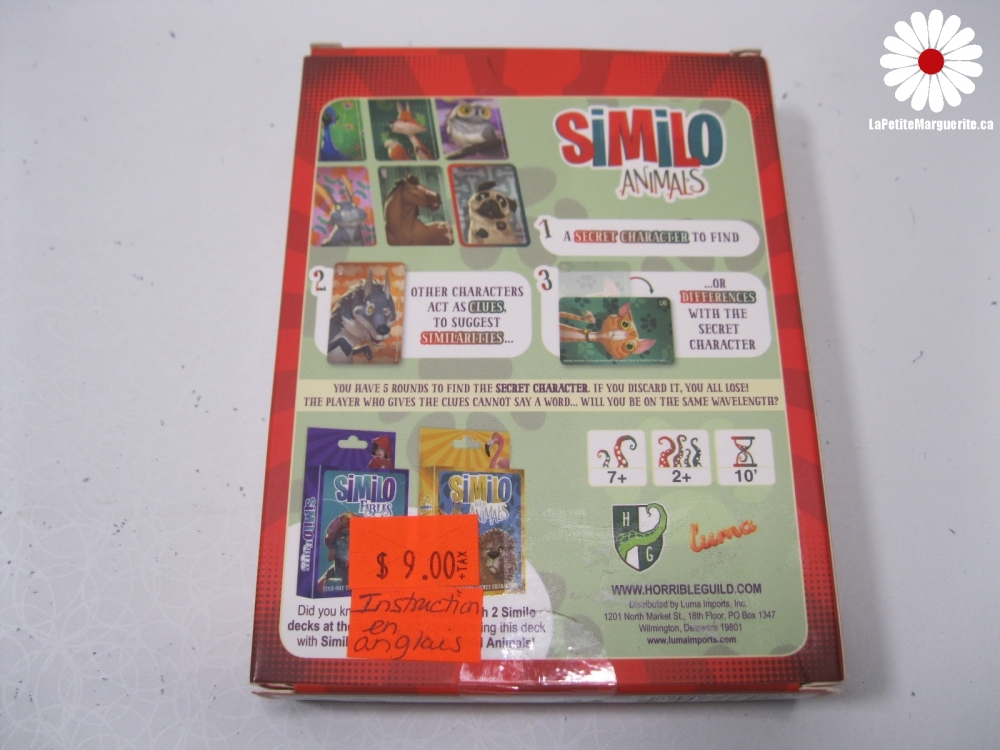 LaPetiteMarguerite.ca
SiMiLO
ANIMALS
1 A SECRET CHARACTER TO FIND
2
OTHER CHARACTERS
ACT AS CLUES,
TO SUGGEST
SIMILARITIES...
3
...OR
DIFFERENCES
WITH THE
SECRET
CHARACTER
YOU HAVE 5 ROUNDS TO FIND THE SECRET CHARACTER. IF YOU DISCARD IT, YOU ALL LOSE!
THE PLAYER WHO GIVES THE CLUES CANNOT SAY A WORD... WILL YOU BE ON THE SAME WAVELENGTH?
SiMiLO
FABLES
SiMiLO
ANIMALS
7+
2+
10'
H
G
luma
$ 9.00 +TAX
Instruction
en
anglais
Did you
h 2 Similo
decks at the
ing this deck
with
Animals!
WWW.HORRIBLEGUILD.COM
Distributed by Luma Imports, Inc.
1201 North Market St., 18th Floor, PO Box 1347
Wilmington, Delaware 19801
www.lumaimports.com